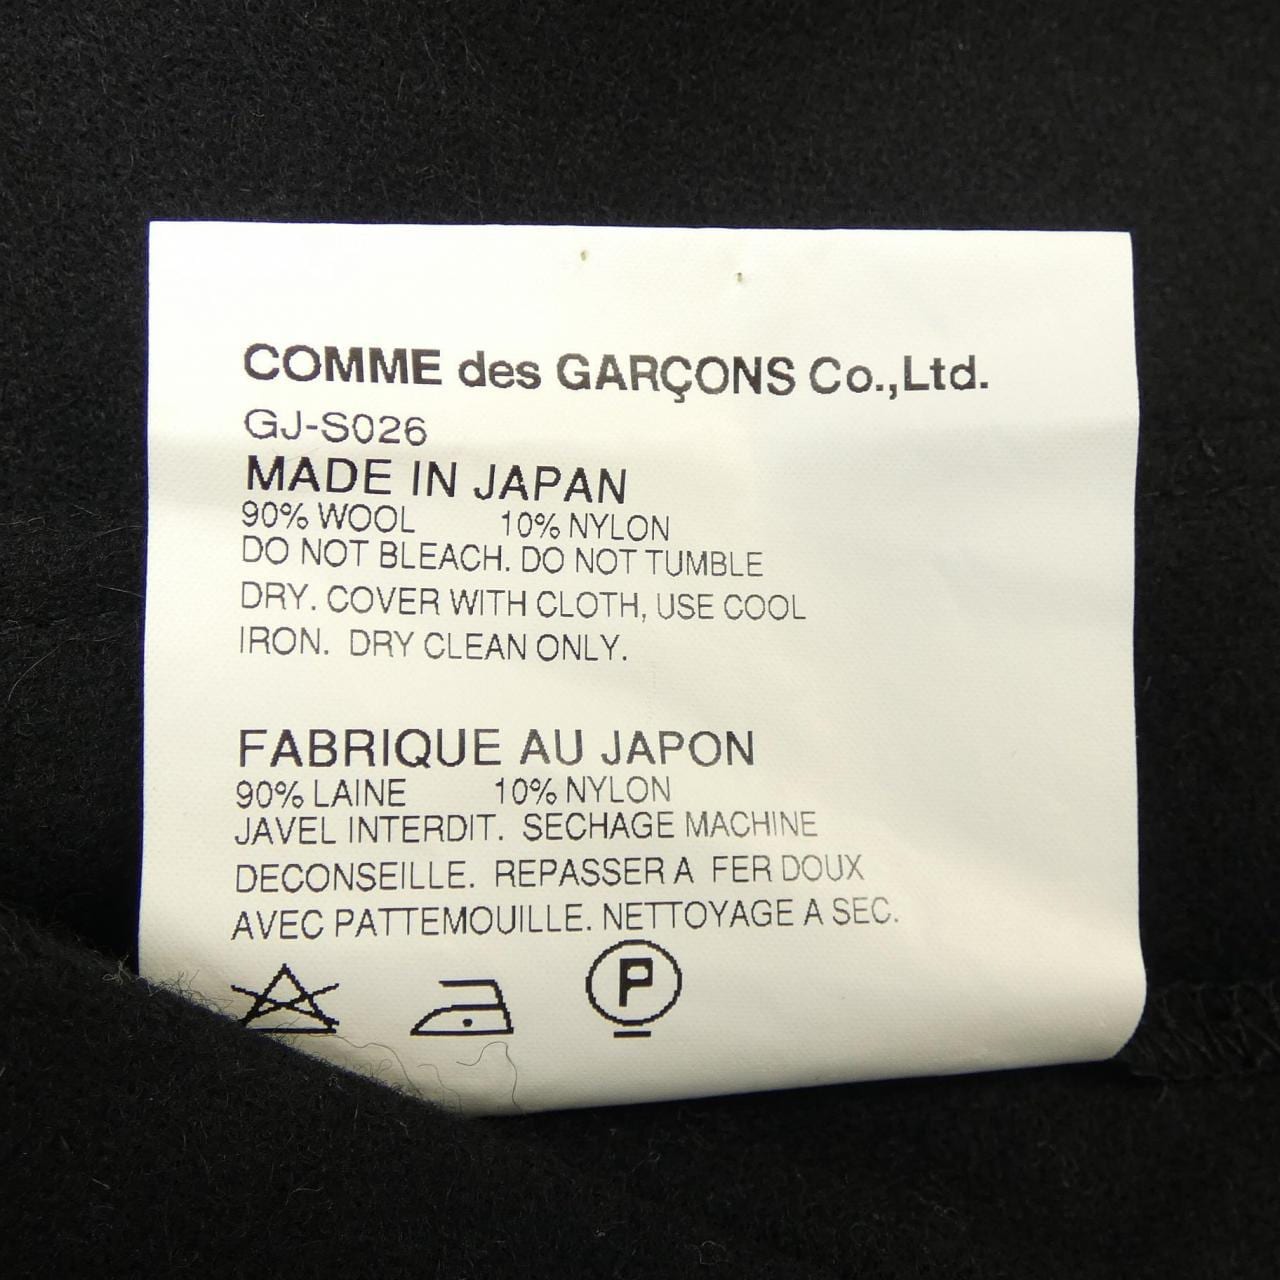 COMME des GARÇONS Co.,Ltd.
GJ-S026
MADE IN JAPAN
90% WOOL 10% NYLON
DO NOT BLEACH. DO NOT TUMBLE
DRY. COVER WITH CLOTH, USE COOL
IRON. DRY CLEAN ONLY.
FABRIQUE AU JAPON
90% LAINE 10% NYLON
JAVEL INTERDIT. SECHAGE MACHINE
DECONSEILLE. REPASSER A FER DOUX
AVEC PATTEMOUILLE. NETTOYAGE A SEC.
P